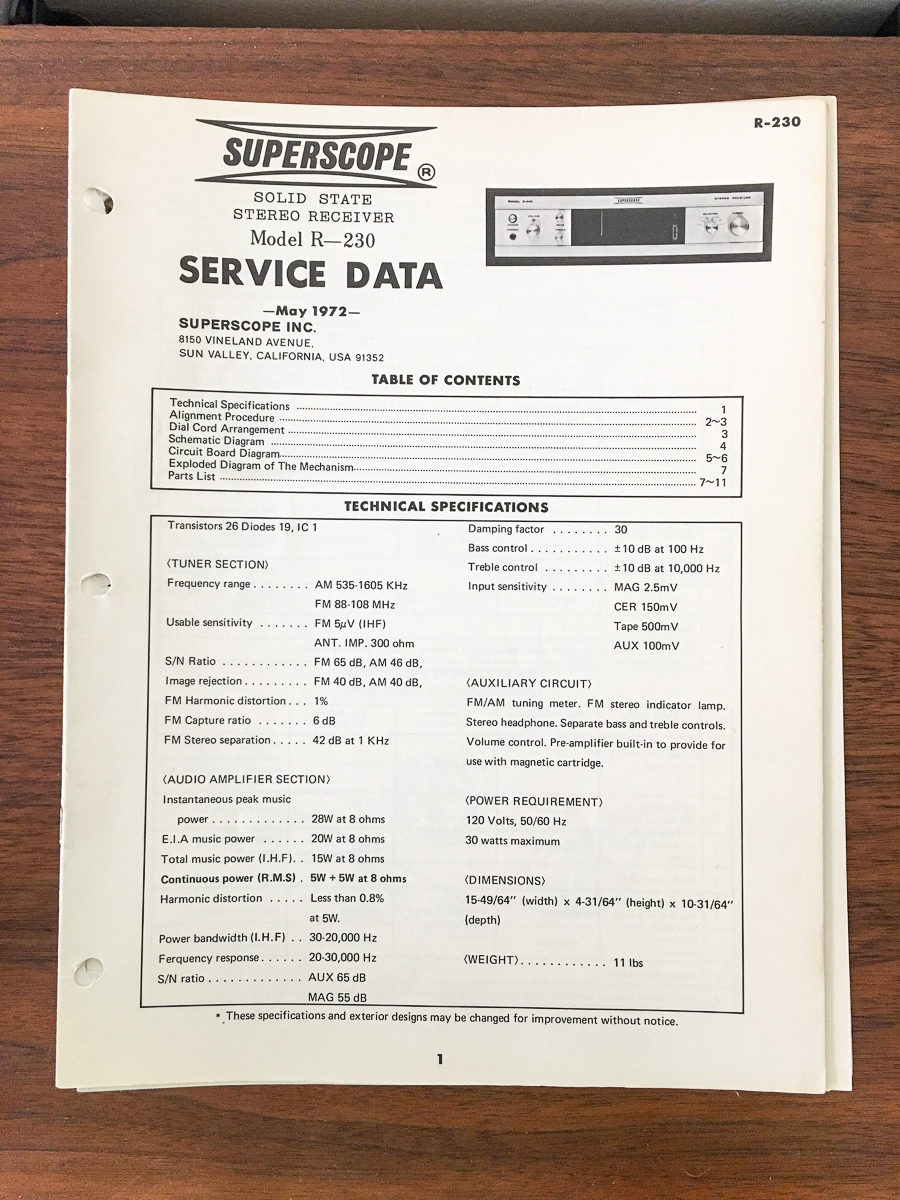 R-230
SUPERSCOPE ®
SOLID STATE
STEREO RECEIVER
Model R—230
SERVICE DATA
—May 1972—
SUPERSCOPE INC.
8150 VINELAND AVENUE,
SUN VALLEY, CALIFORNIA, USA 91352
SUPERSCOPE
TABLE OF CONTENTS
Technical Specifications 1
Alignment Procedure 2~3
Dial Cord Arrangement 3
Schematic Diagram 4
Circuit Board Diagram 5~6
Exploded Diagram of The Mechanism 7
Parts List 7~11
TECHNICAL SPECIFICATIONS
Transistors 26 Diodes 19, IC 1
〈TUNER SECTION〉
Frequency range . . . . . . . . AM 535-1605 KHz
FM 88-108 MHz
Usable sensitivity . . . . . . . FM 5μV (IHF)
ANT. IMP. 300 ohm
S/N Ratio . . . . . . . . . . . . FM 65 dB, AM 46 dB,
Image rejection . . . . . . . . . FM 40 dB, AM 40 dB,
FM Harmonic distortion . . . 1%
FM Capture ratio . . . . . . . 6 dB
FM Stereo separation . . . . . 42 dB at 1 KHz
〈AUDIO AMPLIFIER SECTION〉
Instantaneous peak music
power . . . . . . . . . . . . . 28W at 8 ohms
E.I.A music power . . . . . . 20W at 8 ohms
Total music power (I.H.F). . 15W at 8 ohms
Continuous power (R.M.S) . 5W + 5W at 8 ohms
Harmonic distortion . . . . . Less than 0.8%
at 5W.
Power bandwidth (I.H.F) . . 30-20,000 Hz
Ferquency response . . . . . . 20-30,000 Hz
S/N ratio . . . . . . . . . . . . . AUX 65 dB
MAG 55 dB
Damping factor . . . . . . . . 30
Bass control . . . . . . . . . . . ±10 dB at 100 Hz
Treble control . . . . . . . . . ±10 dB at 10,000 Hz
Input sensitivity . . . . . . . . MAG 2.5mV
CER 150mV
Tape 500mV
AUX 100mV
〈AUXILIARY CIRCUIT〉
FM/AM tuning meter. FM stereo indicator lamp.
Stereo headphone. Separate bass and treble controls.
Volume control. Pre-amplifier built-in to provide for
use with magnetic cartridge.
〈POWER REQUIREMENT〉
120 Volts, 50/60 Hz
30 watts maximum
〈DIMENSIONS〉
15-49/64″ (width) x 4-31/64″ (height) x 10-31/64″
(depth)
〈WEIGHT〉. . . . . . . . . . . . 11 lbs
* These specifications and exterior designs may be changed for improvement without notice.
1